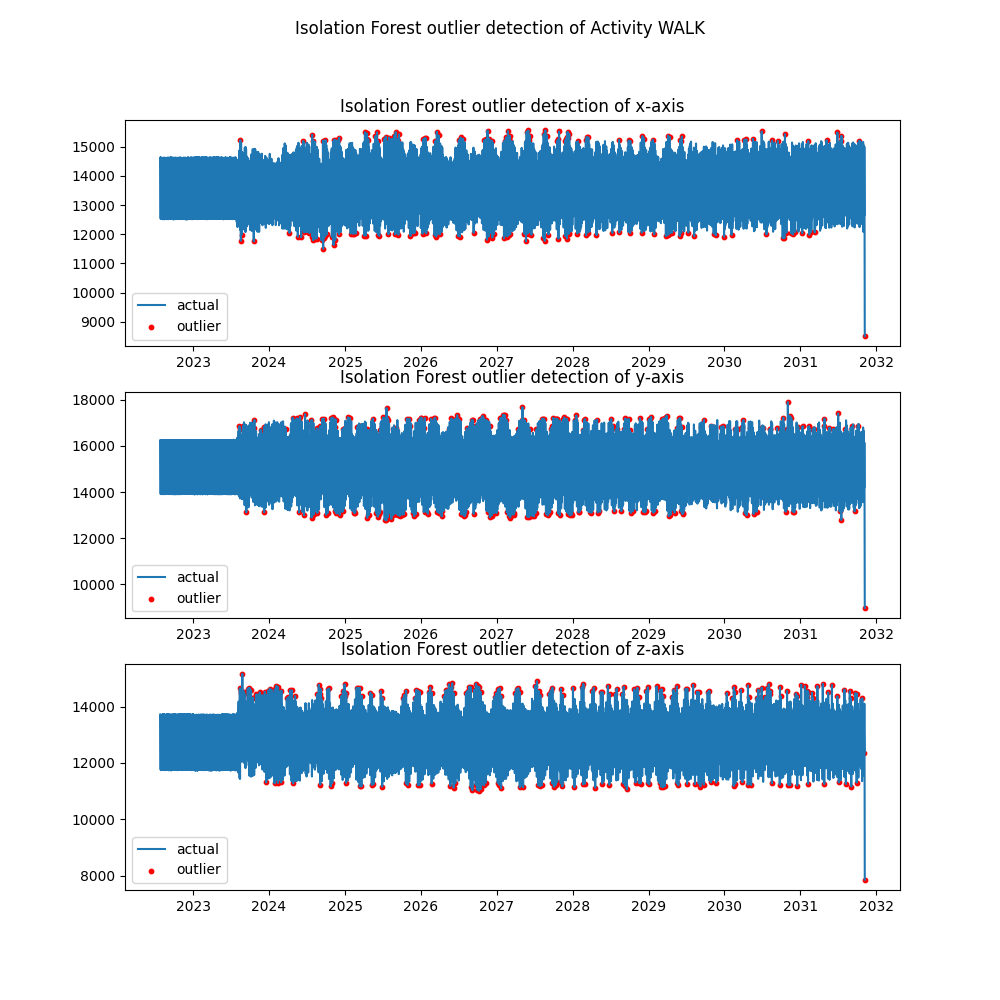 Isolation Forest outlier detection of Activity WALK
Isolation Forest outlier detection of x-axis
15000
14000
13000
12000
11000
10000
9000
actual
outlier
2023 2024 2025 2026 2027 2028 2029 2030 2031 2032
Isolation Forest outlier detection of y-axis
18000
16000
14000
12000
10000
actual
outlier
2023 2024 2025 2026 2027 2028 2029 2030 2031 2032
Isolation Forest outlier detection of z-axis
14000
12000
10000
8000
actual
outlier
2023 2024 2025 2026 2027 2028 2029 2030 2031 2032